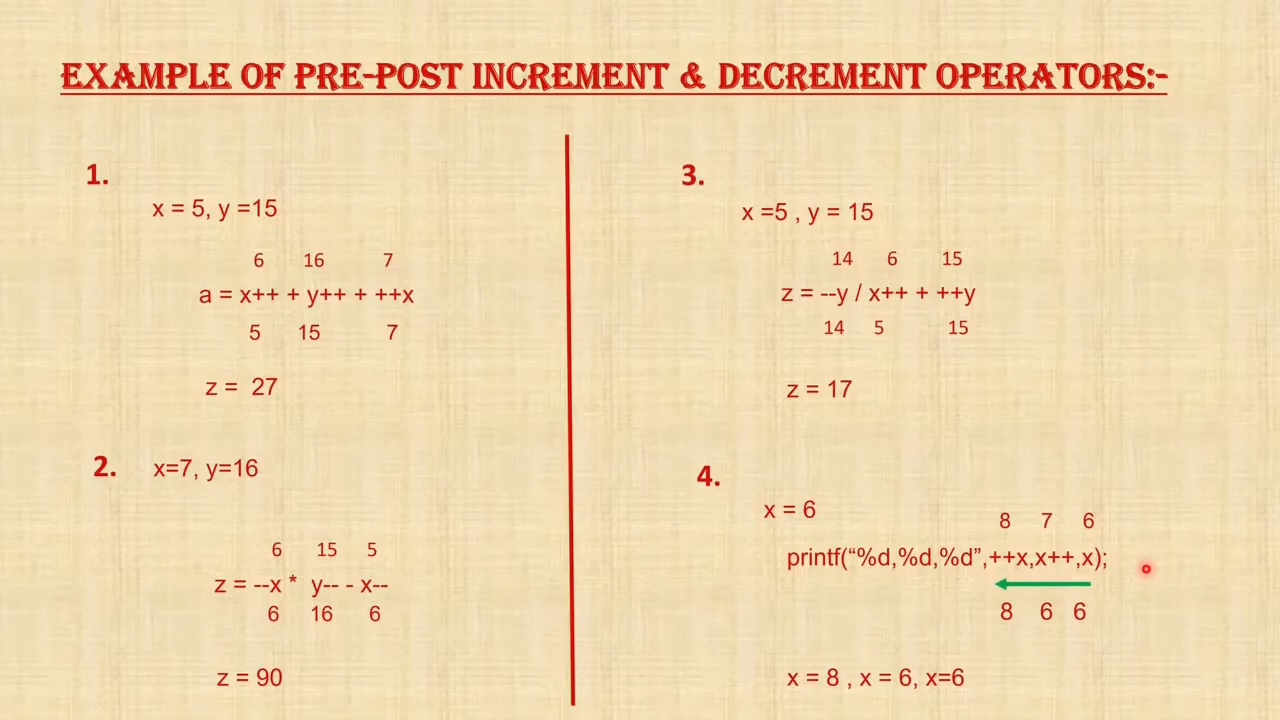 EXAMPLE OF PRE-POST INCREMENT & DECREMENT OPERATORS:-
1.
x = 5, y =15
6 16 7
a = x++ + y++ + ++x
5 15 7
z = 27
2. x=7, y=16
6 15 5
z = --x * y-- - x--
6 16 6
z = 90
3.
x =5 , y = 15
14 6 15
z = --y / x++ + ++y
14 5 15
z = 17
4.
x = 6
8 7 6
printf(“%d,%d,%d”,++x,x++,x);
8 6 6
x = 8 , x = 6, x=6